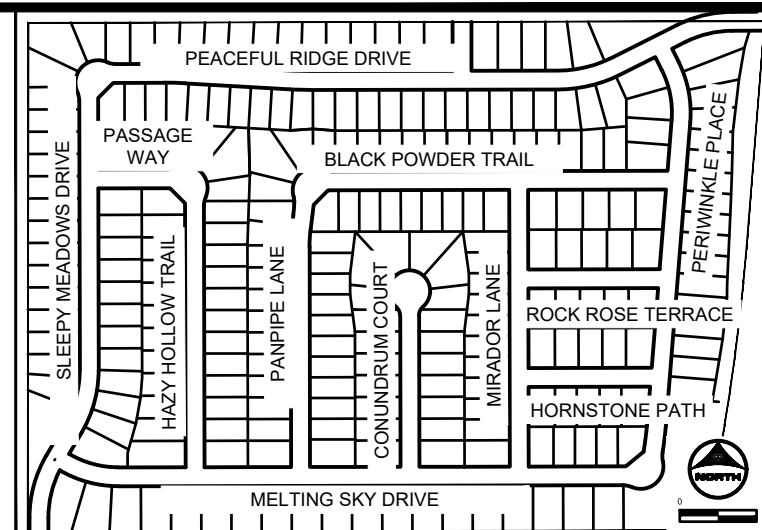 PEACEFUL RIDGE DRIVE
PASSAGE
WAY
BLACK POWDER TRAIL
PERIWINKLE PLACE
SLEEPY MEADOWS DRIVE
HAZY HOLLOW TRAIL
PANPIPE LANE
CONUNDRUM COURT
MIRADOR LANE
ROCK ROSE TERRACE
HORNSTONE PATH
MELTING SKY DRIVE
NORTH
0